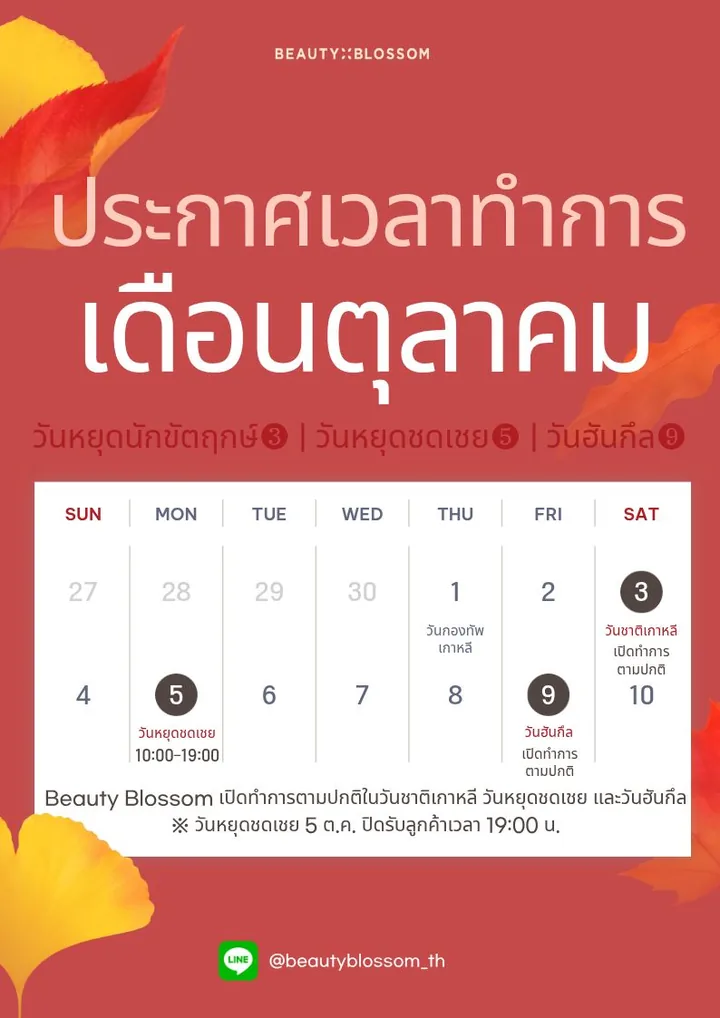 BEAUTY BLOSSOM
ประกาศเวลาทำการ
เดือนตุลาคม
วันหยุดนักขัตฤกษ์❸ | วันหยุดชดเชย❺ | วันฮันกึล❾
SUN MON TUE WED THU FRI SAT
27 28 29 30 1 2 3
วันกองทัพ
เกาหลี
วันชาติเกาหลี
เปิดทำการ
ตามปกติ
4 5 6 7 8 9 10
วันหยุดชดเชย
10:00-19:00
วันฮันกึล
เปิดทำการ
ตามปกติ
Beauty Blossom เปิดทำการตามปกติในวันชาติเกาหลี วันหยุดชดเชย และวันฮันกึล
※ วันหยุดชดเชย 5 ต.ค. ปิดรับลูกค้าเวลา 19:00 น.
LINE @beautyblossom_th